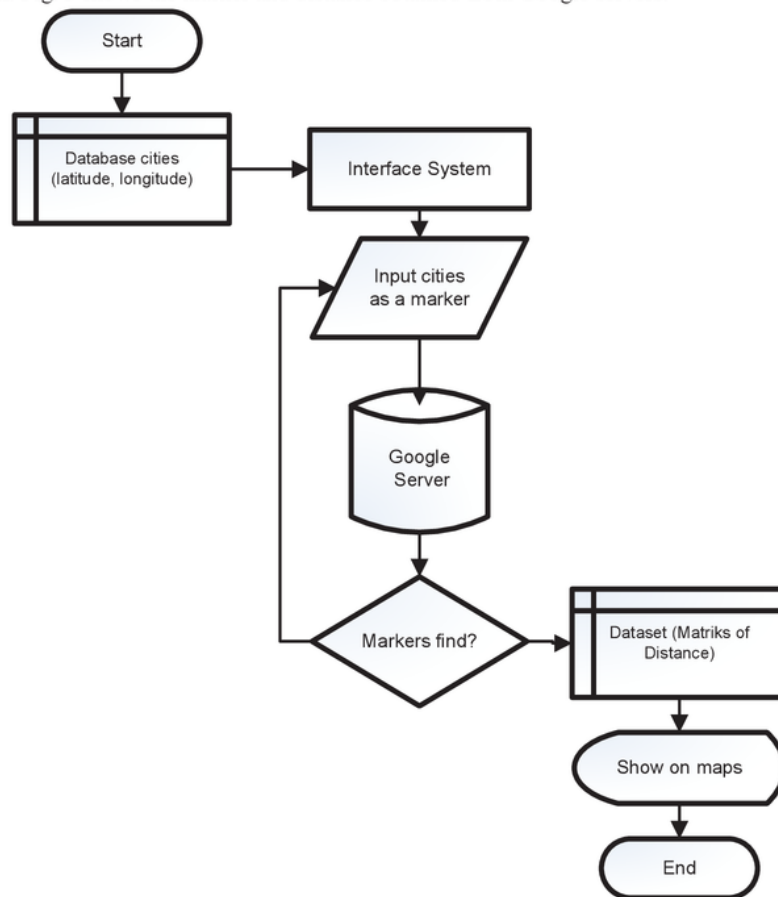 Start
Database cities
(latitude, longitude)
Interface System
Input cities
as a marker
Google
Server
Markers find?
Dataset (Matriks of
Distance)
Show on maps
End